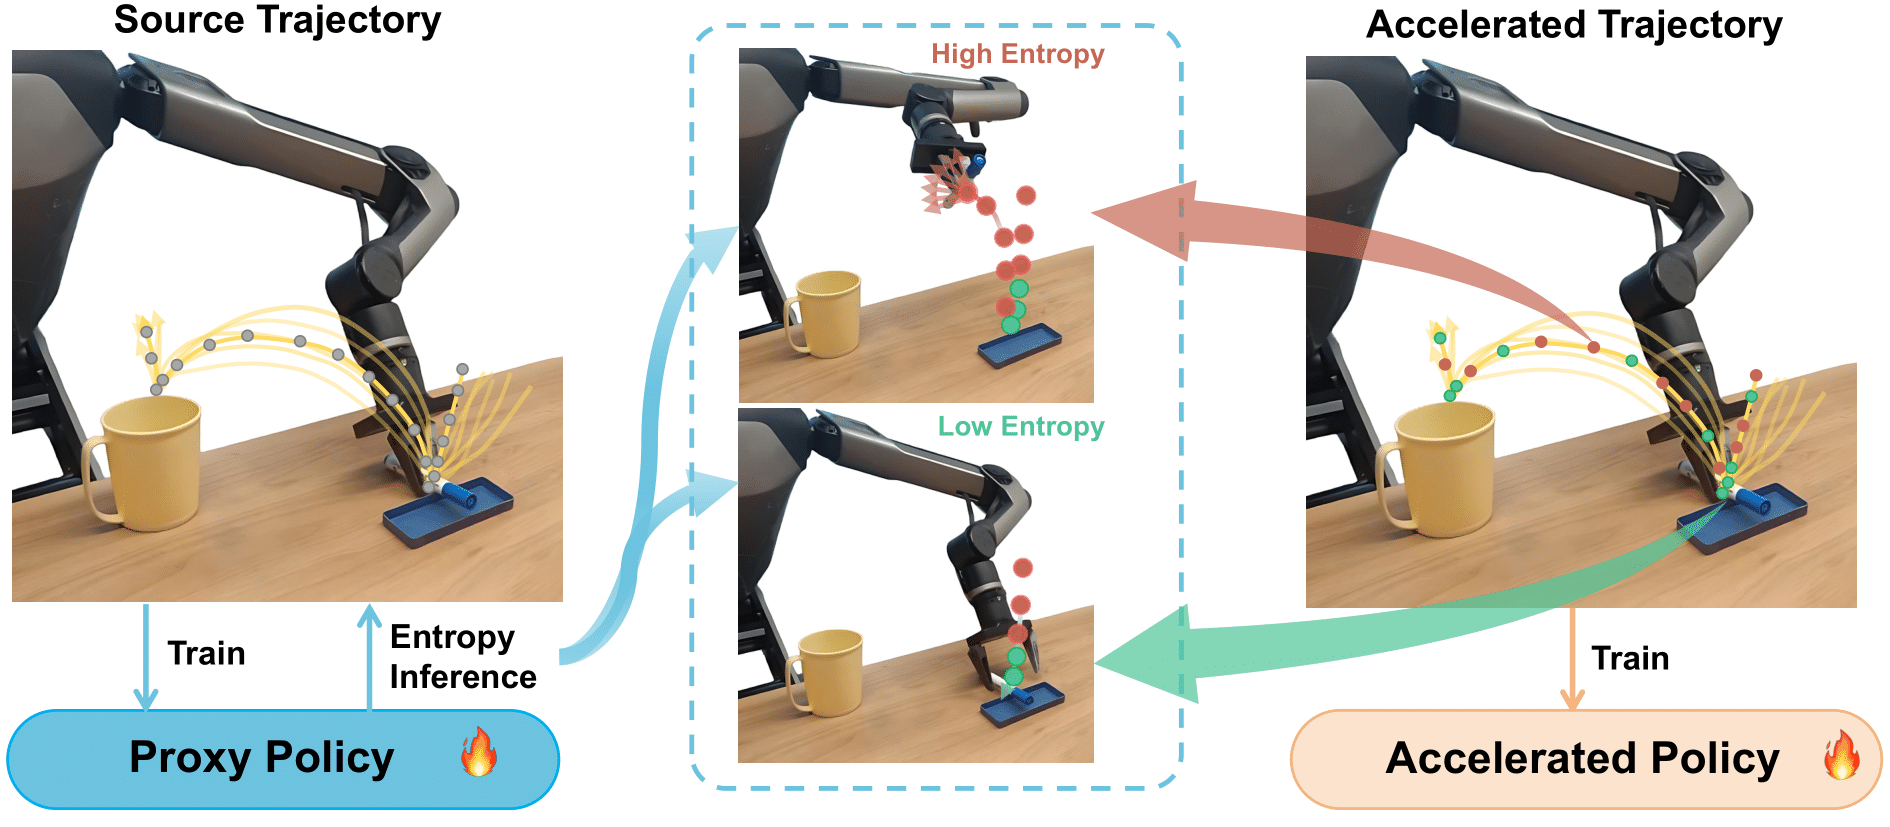 Source Trajectory
High Entropy
Accelerated Trajectory
Low Entropy
Train
Entropy
Inference
Train
Proxy Policy
Accelerated Policy